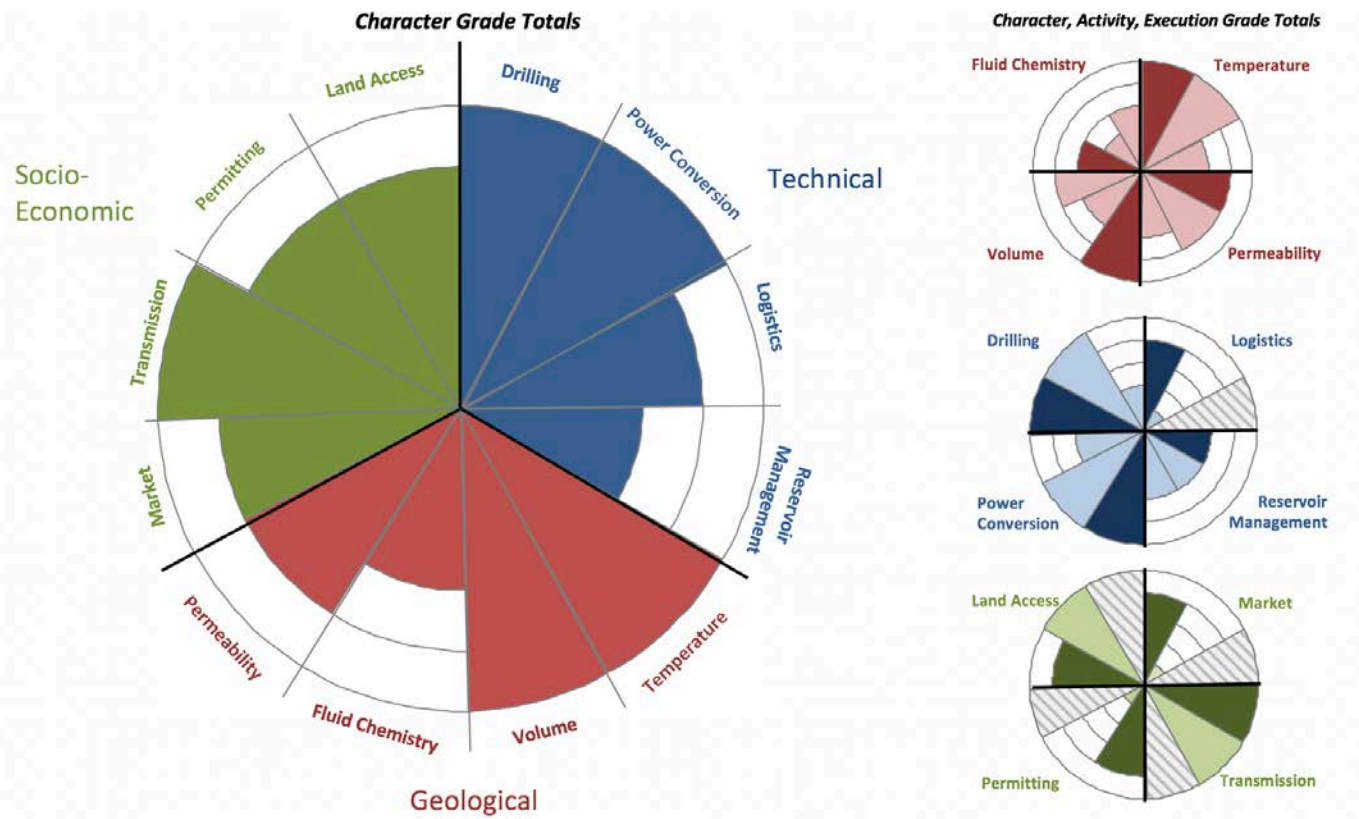 Character Grade Totals
Land Access
Drilling
Permitting
Power Conversion
Socio-
Economic
Technical
Transmission
Logistics
Market
Reservoir
Management
Permeability
Temperature
Fluid Chemistry
Volume
Geological
Character, Activity, Execution Grade Totals
Fluid Chemistry
Temperature
Volume
Permeability
Drilling
Logistics
Power
Conversion
Reservoir
Management
Land Access
Market
Permitting
Transmission